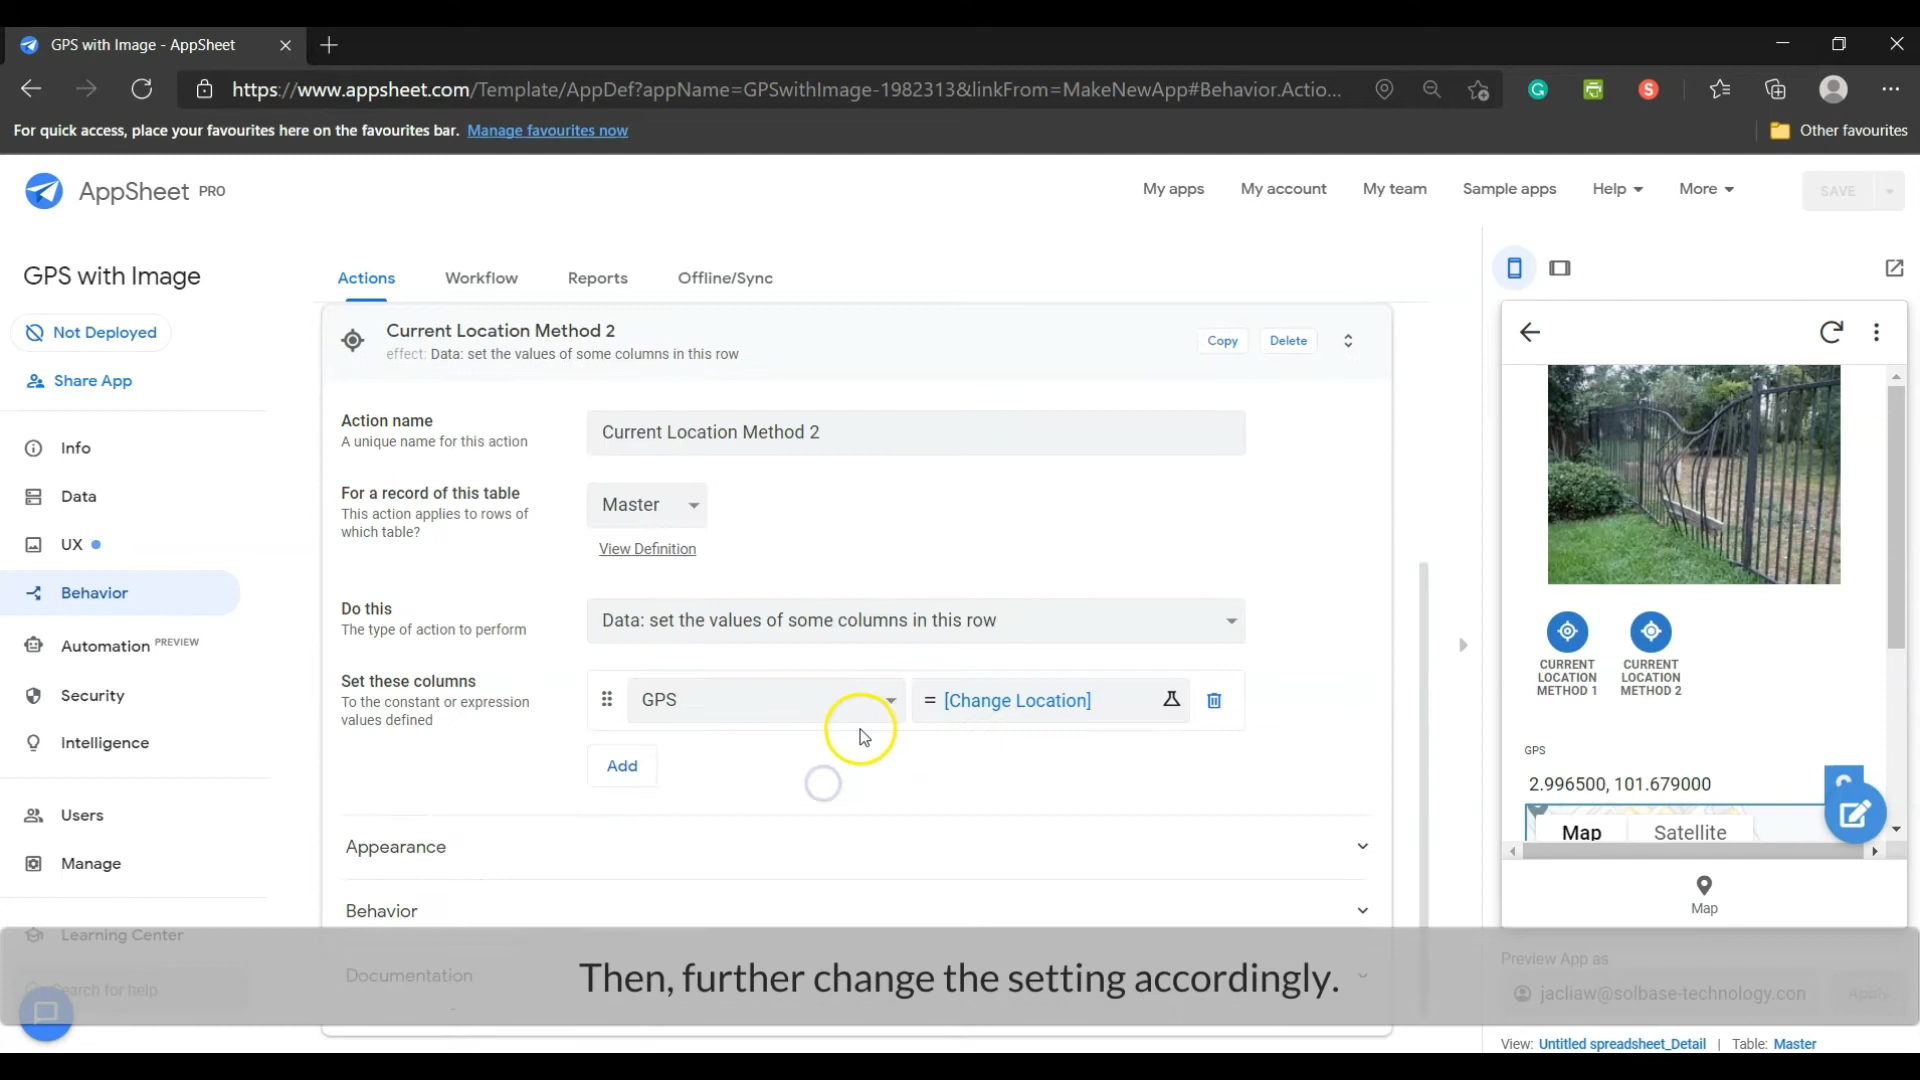 GPS with Image - AppSheet
https://www.appsheet.com/Template/AppDef?appName=GPSwithImage-1982313&linkFrom=MakeNewApp#Behavior.Actio...
For quick access, place your favourites here on the favourites bar. Manage favourites now
Other favourites
AppSheet PRO
My apps
My account
My team
Sample apps
Help
More
SAVE
GPS with Image
Not Deployed
Share App
Info
Data
UX
Behavior
Automation PREVIEW
Security
Intelligence
Users
Manage
Learning Center
Search for help
Actions
Workflow
Reports
Offline/Sync
Current Location Method 2
effect: Data: set the values of some columns in this row
Copy
Delete
Action name
A unique name for this action
Current Location Method 2
For a record of this table
This action applies to rows of
which table?
Master
View Definition
Do this
The type of action to perform
Data: set the values of some columns in this row
Set these columns
To the constant or expression
values defined
GPS
= [Change Location]
Add
Appearance
Behavior
Documentation
Then, further change the setting accordingly.
CURRENT
LOCATION
METHOD 1
CURRENT
LOCATION
METHOD 2
GPS
2.996500, 101.679000
Map
Satellite
Map
Preview App as
jacliaw@solbase-technology.con
Apply
View: Untitled spreadsheet_Detail | Table: Master